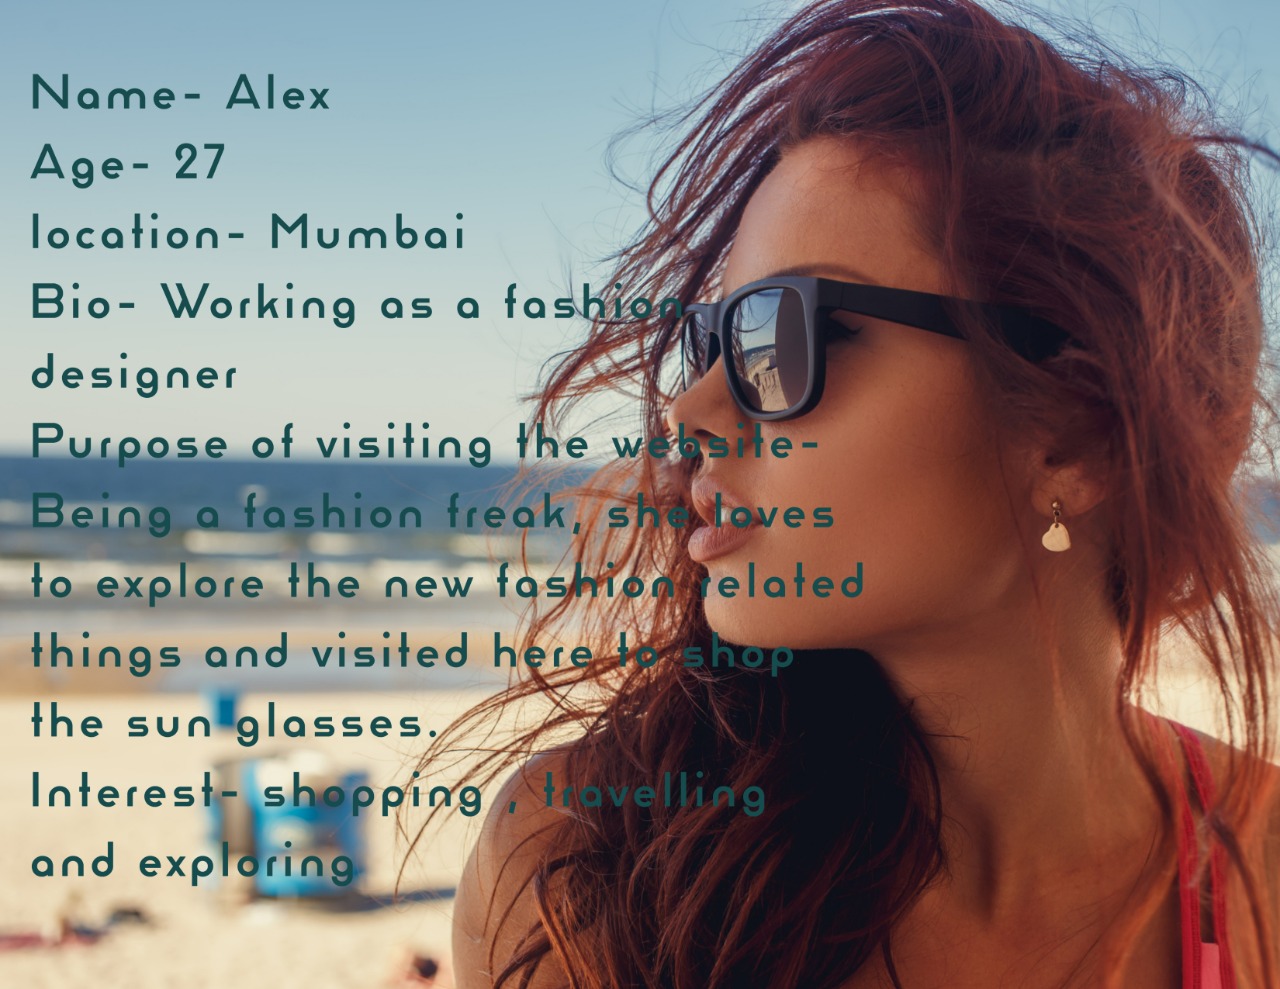 Name- Alex
Age- 27
location- Mumbai
Bio- Working as a fashion
designer
Purpose of visiting the website-
Being a fashion freak, she loves
to explore the new fashion related
things and visited here to shop
the sun glasses.
Interest- shopping , travelling
and exploring